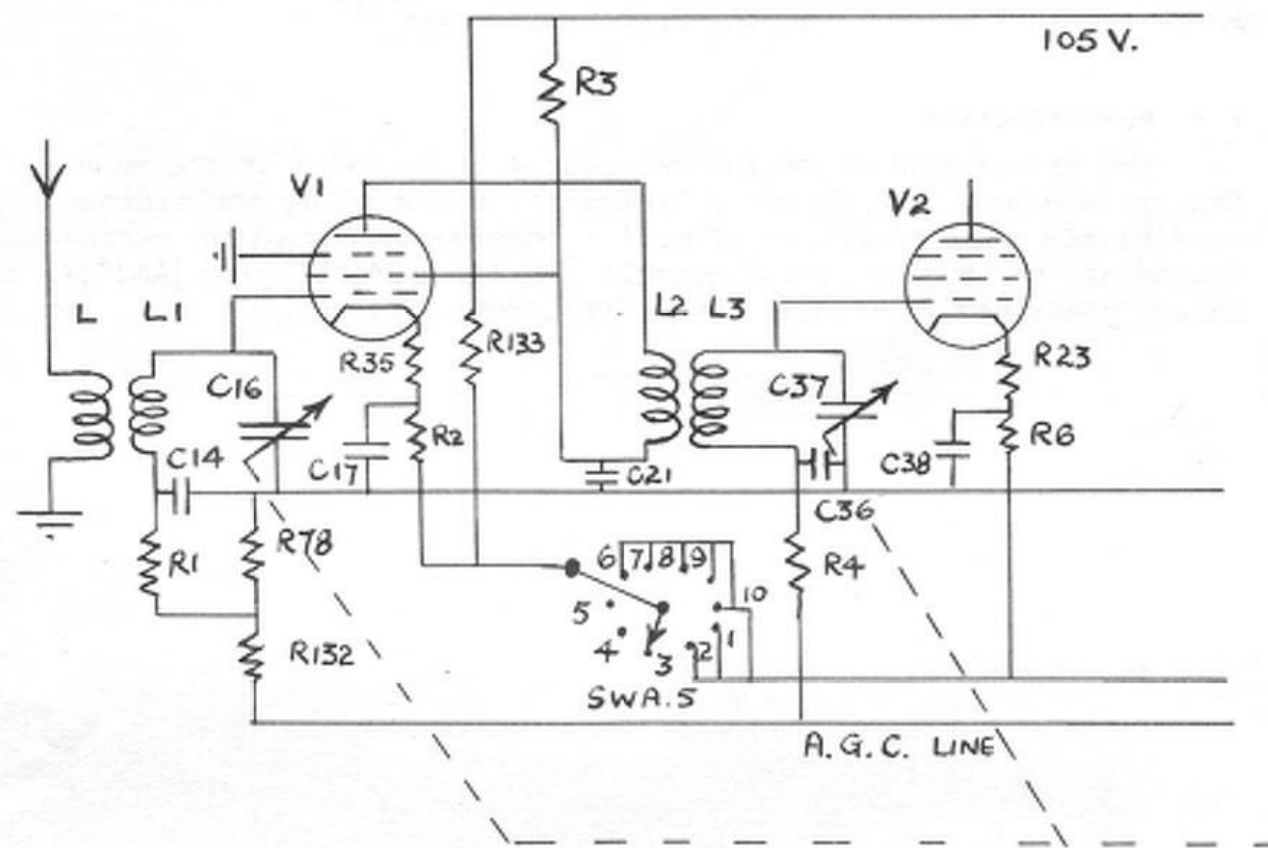 105 V.
R3
V1
V2
L L1
L2 L3
R133
R35
R23
C16
C37
R2
R6
C14
C17
C21
C38
C36
R1
R78
R4
6 7 8 9
10
5
4
3
2
1
R132
SWA.5
A.G.C. LINE